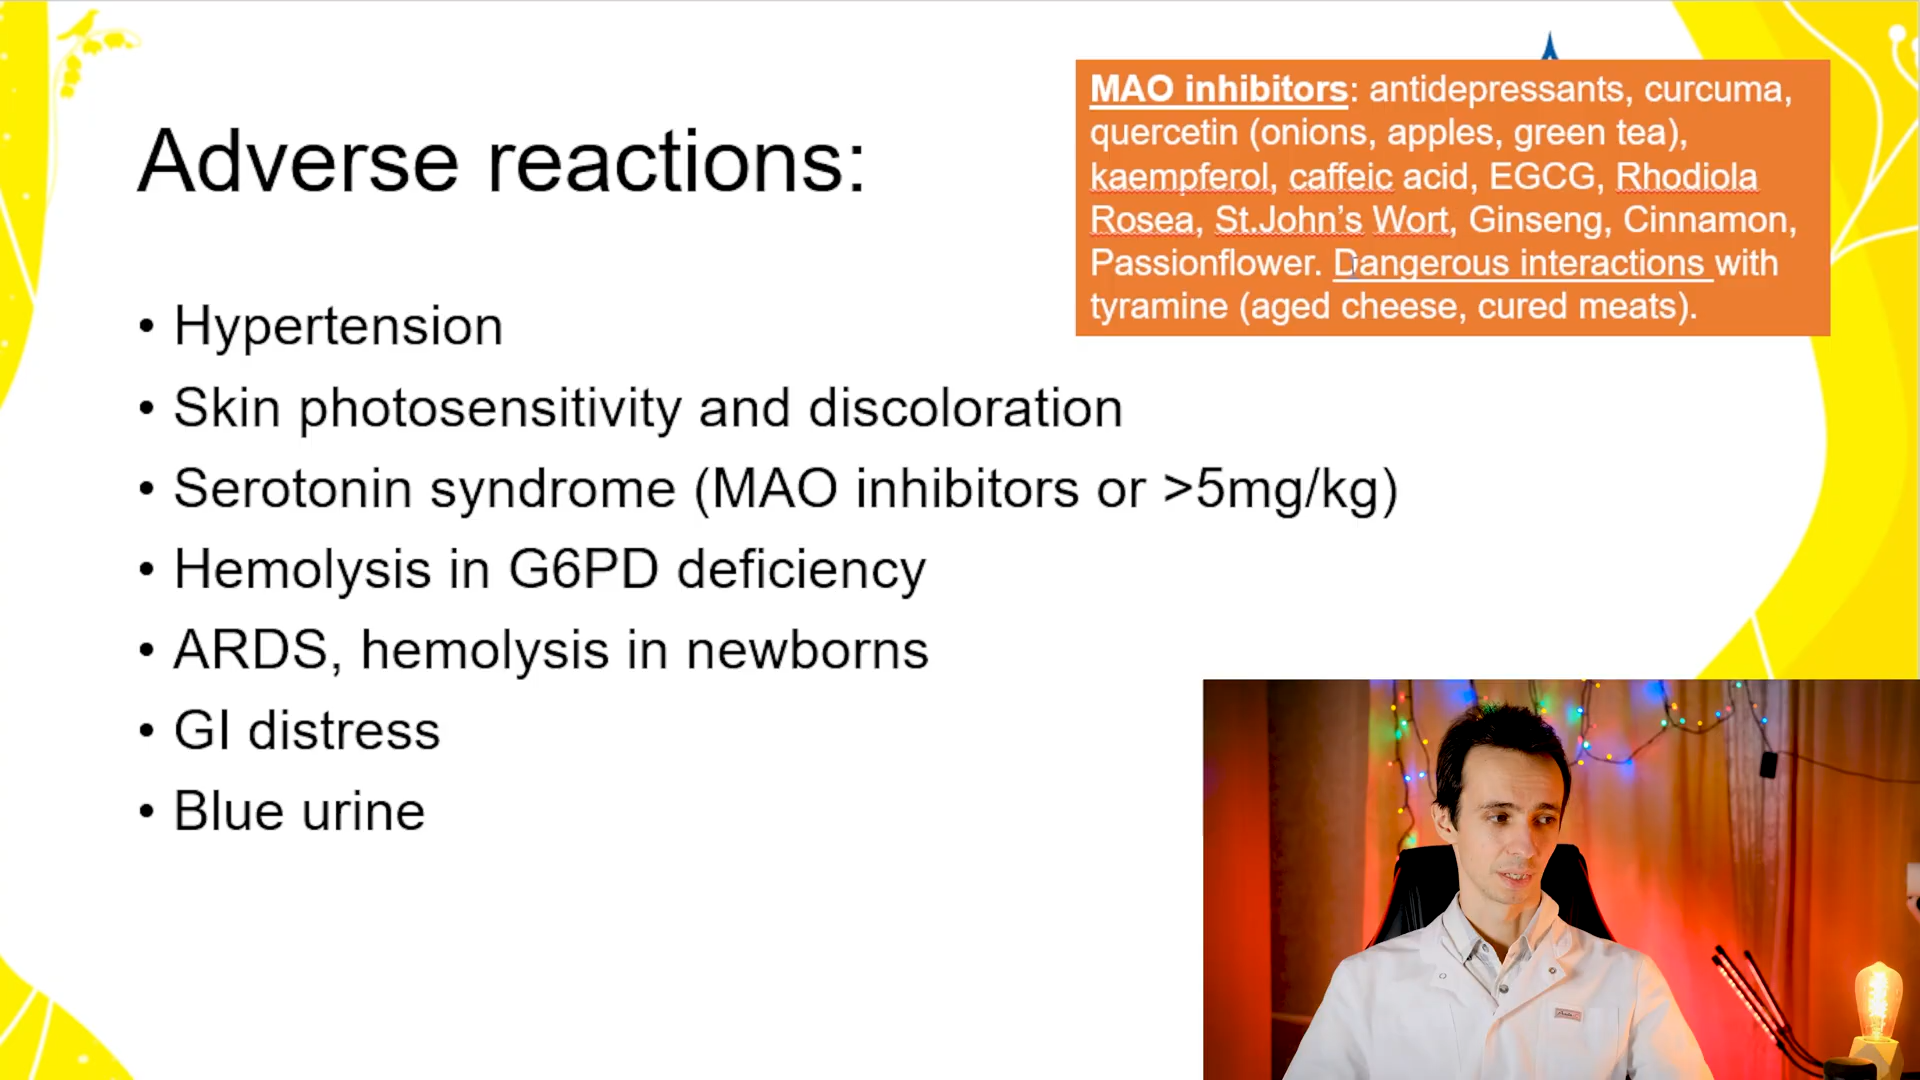 Adverse reactions:
MAO inhibitors: antidepressants, curcuma,
quercetin (onions, apples, green tea),
kaempferol, caffeic acid, EGCG, Rhodiola
Rosea, St.John's Wort, Ginseng, Cinnamon,
Passionflower. Dangerous interactions with
tyramine (aged cheese, cured meats).
• Hypertension
• Skin photosensitivity and discoloration
• Serotonin syndrome (MAO inhibitors or >5mg/kg)
• Hemolysis in G6PD deficiency
• ARDS, hemolysis in newborns
• GI distress
• Blue urine